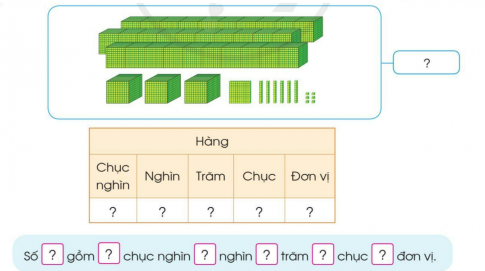 ?
Hàng
Chục nghìn Nghìn Trăm Chục Đơn vị
? ? ? ? ?
Số ? gồm ? chục nghìn ? nghìn ? trăm ? chục ? đơn vị.